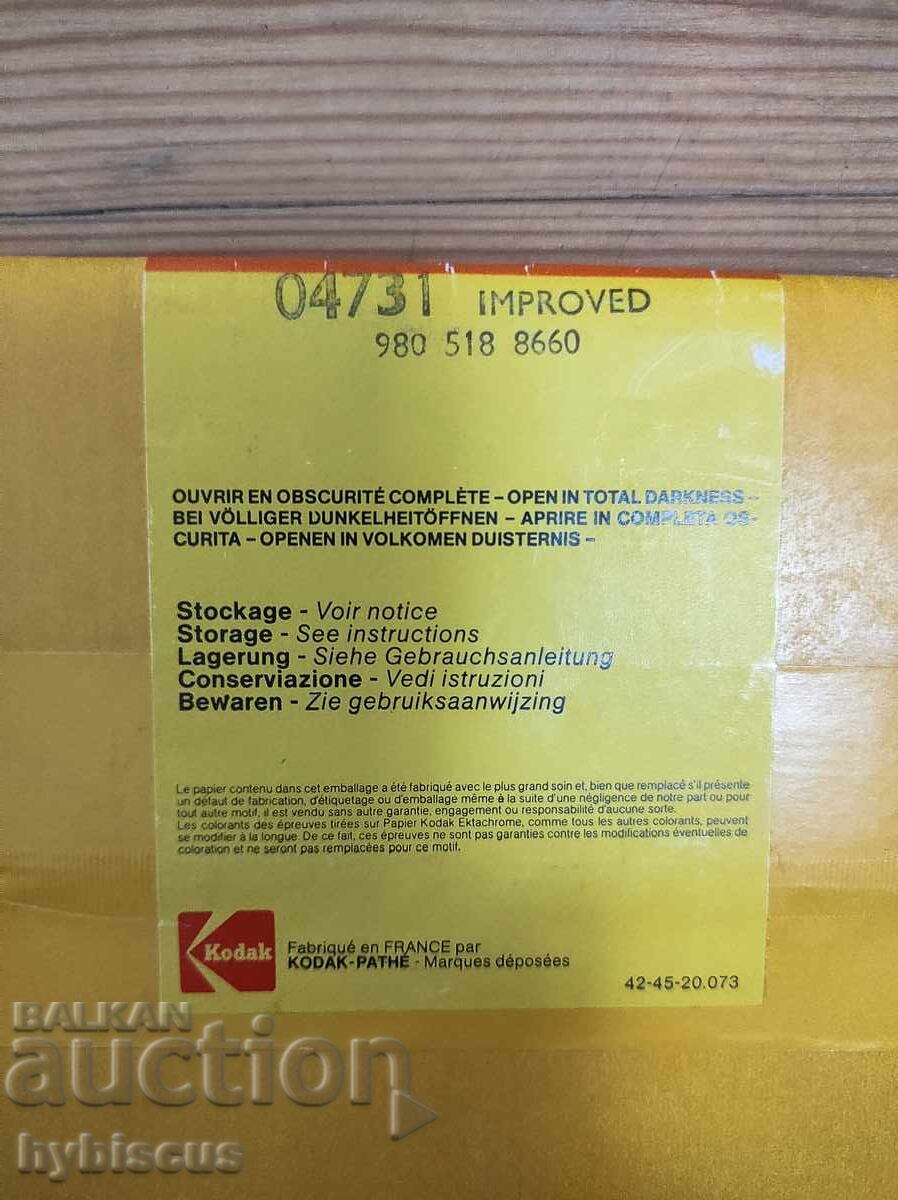 04731 IMPROVED
980 518 8660
OUVRIR EN OBSCURITÉ COMPLÈTE – OPEN IN TOTAL DARKNESS –
BEI VÖLLIGER DUNKELHEITÖFFNEN – APRIRE IN COMPLETA OS-
CURITA – OPENEN IN VOLKOMEN DUISTERNIS –
Stockage - Voir notice
Storage - See instructions
Lagerung - Siehe Gebrauchsanleitung
Conserviazione - Vedi istruzioni
Bewaren - Zie gebruiksaanwijzing
Le papier contenu dans cet emballage a été fabriqué avec le plus grand soin et, bien que remplacé s'il présente
un défaut de fabrication, d'étiquetage ou d'emballage même à la suite d'une négligence de notre part ou pour
tout autre motif, il est vendu sans autre garantie, engagement ou responsabilité d'aucune sorte.
Les colorants des épreuves tirées sur Papier Kodak Ektachrome, comme tous les autres colorants, peuvent
se modifier à la longue. De ce fait, ces épreuves ne sont pas garanties contre les modifications éventuelles de
coloration et ne seront pas remplacées pour ce motif.
Kodak
Fabriqué en FRANCE par
KODAK-PATHÉ - Marques déposées
42-45-20.073
BALKAN
auction
hybiscus